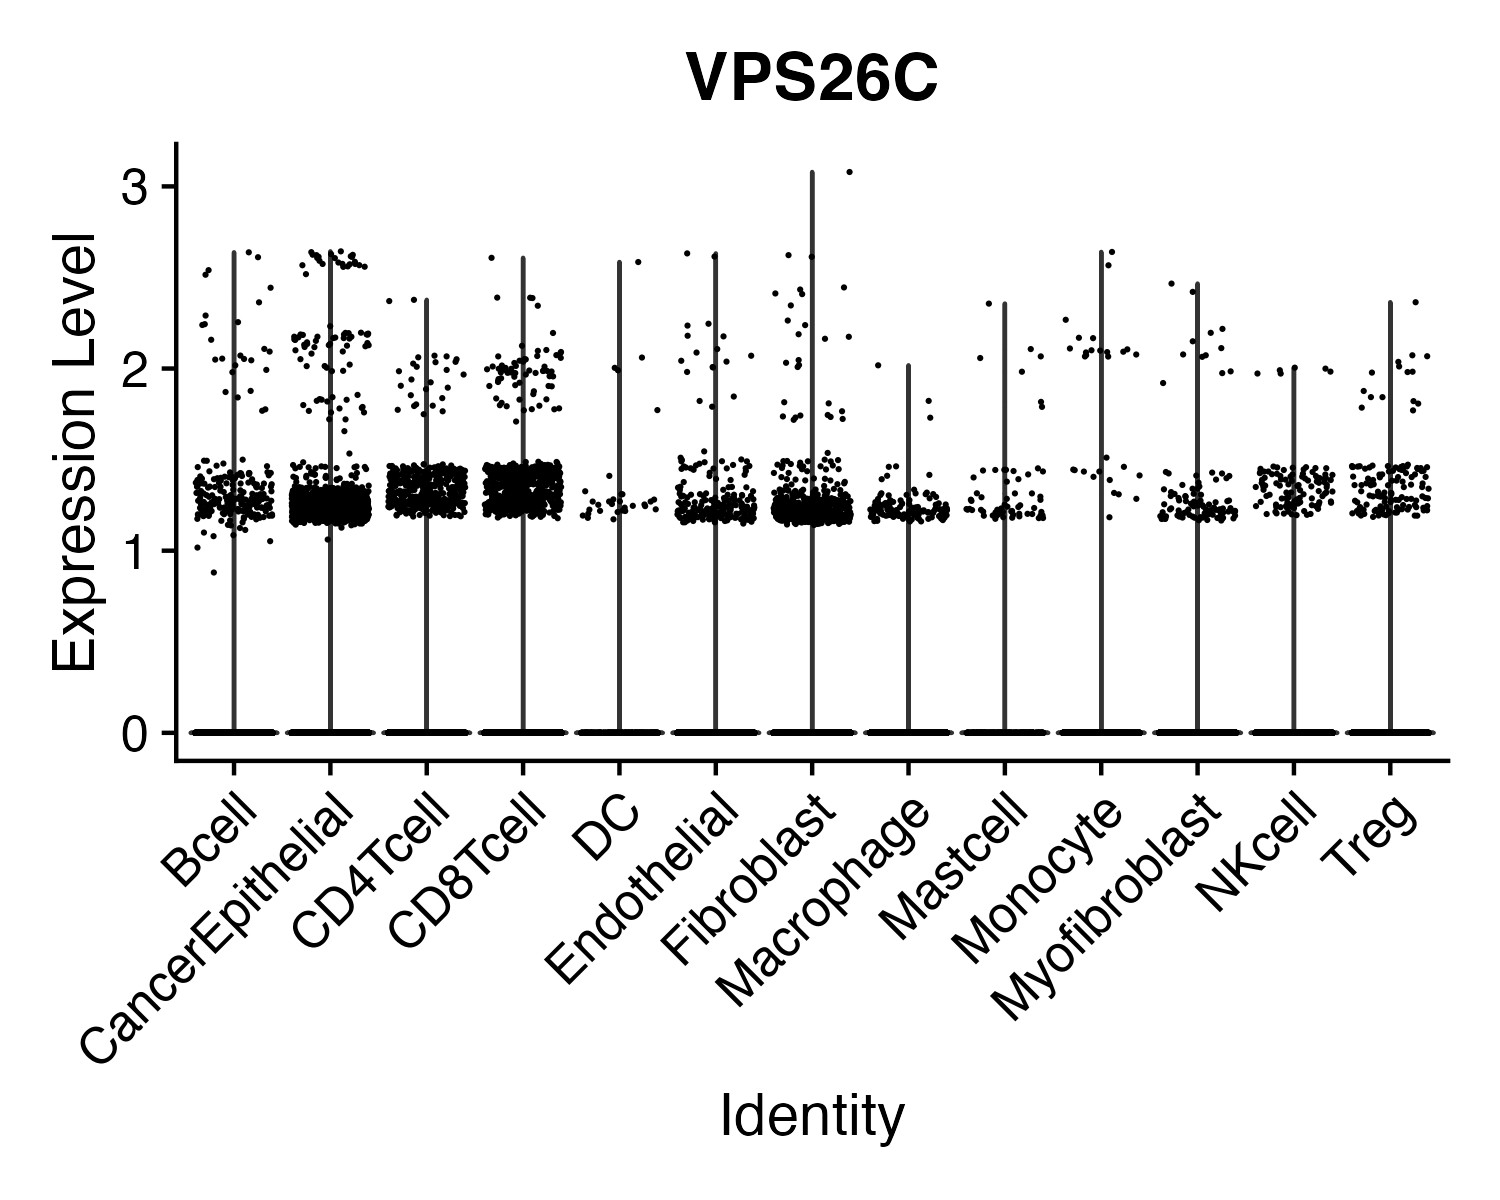 VPS26C
Expression Level
3
2
1
0
Bcell
CancerEpithelial
CD4Tcell
CD8Tcell
DC
Endothelial
Fibroblast
Macrophage
Mastcell
Monocyte
Myofibroblast
NKcell
Treg
Identity